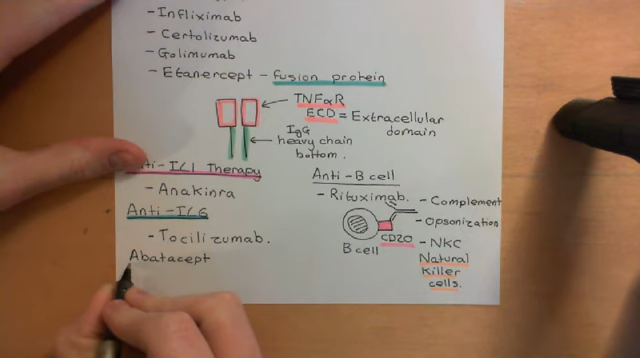 - Infliximab
- Certolizumab
- Golimumab
- Etanercept - fusion protein
TNFαR
ECD = Extracellular domain
IgG
heavy chain
bottom.
Anti-IL1 Therapy
- Anakinra
Anti-IL6
- Tocilizumab.
Abatacept
Anti-B cell
- Rituximab.
- Complement
- Opsonization
CD20
B cell
- NKC
Natural
Killer
cells.